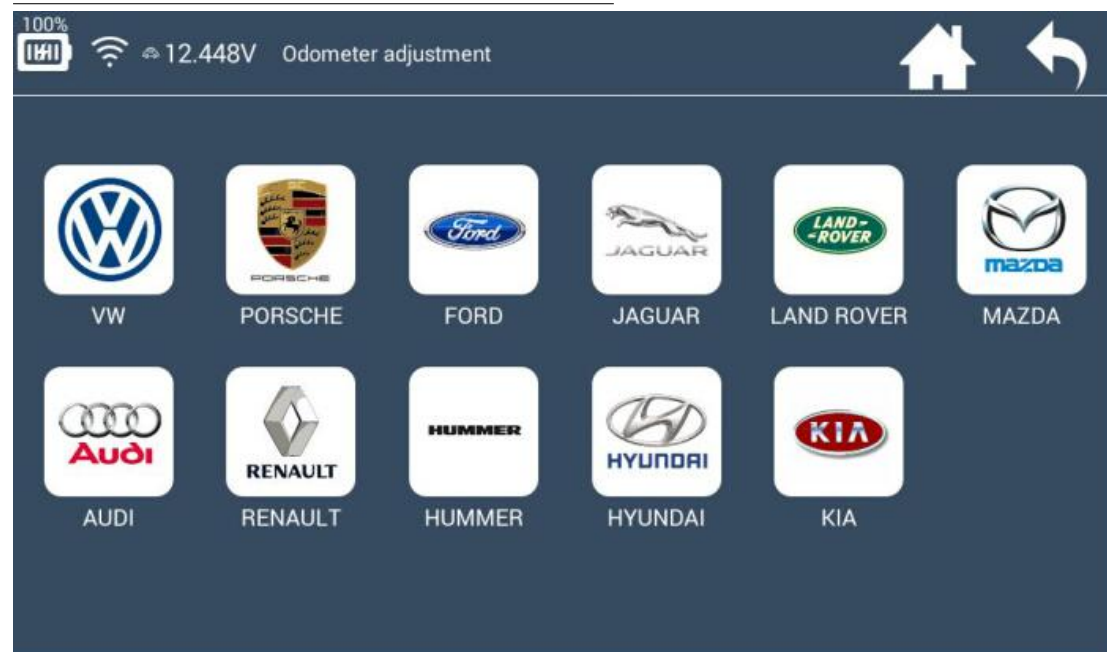 100%
12.448V Odometer adjustment
PORSCHE
Ford
JAGUAR
LAND-
-ROVER
mazda
VW PORSCHE FORD JAGUAR LAND ROVER MAZDA
Audi
RENAULT
HUMMER
HYUNDAI
KIA
AUDI RENAULT HUMMER HYUNDAI KIA